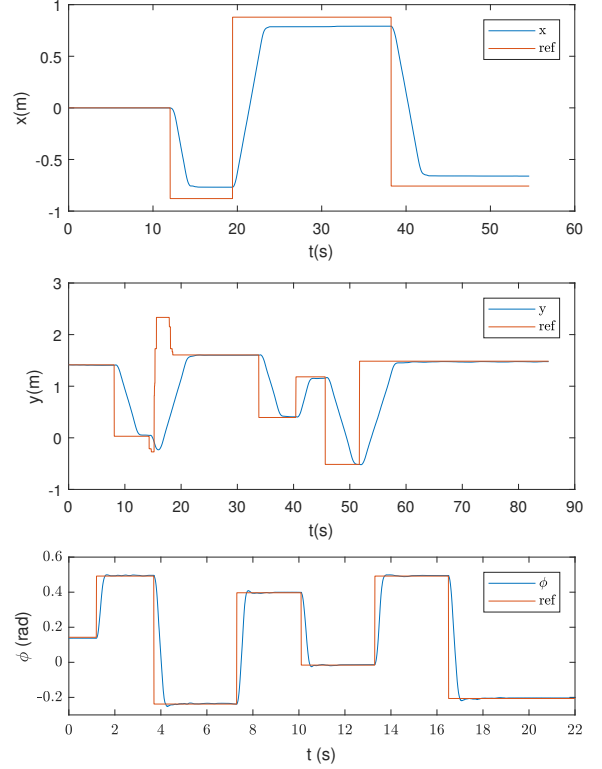 1
0.5
0
-0.5
-1
x(m)
x
ref
0 10 20 30 40 50 60
t(s)
3
2
1
0
-1
y(m)
y
ref
0 10 20 30 40 50 60 70 80 90
t(s)
0.6
0.4
0.2
0
-0.2
ϕ (rad)
ϕ
ref
0 2 4 6 8 10 12 14 16 18 20 22
t (s)